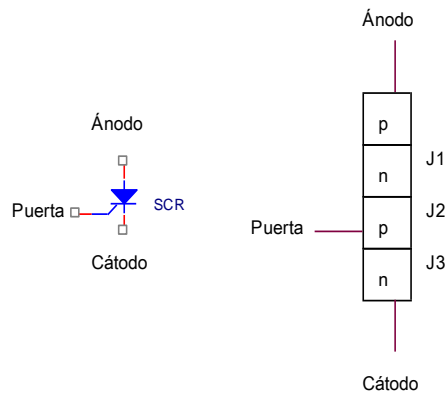 Ánodo
Puerta
SCR
Cátodo
Ánodo
p
J1
n
J2
Puerta
p
J3
n
Cátodo